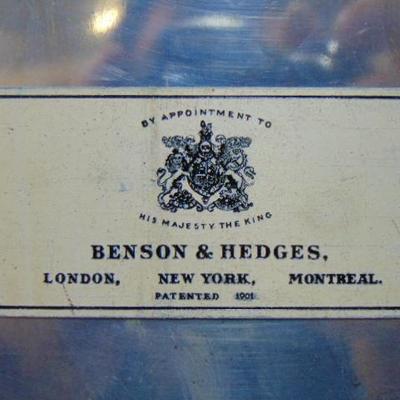 BY APPOINTMENT TO
HIS MAJESTY THE KING
BENSON & HEDGES,
LONDON, NEW YORK, MONTREAL.
PATENTED 1901